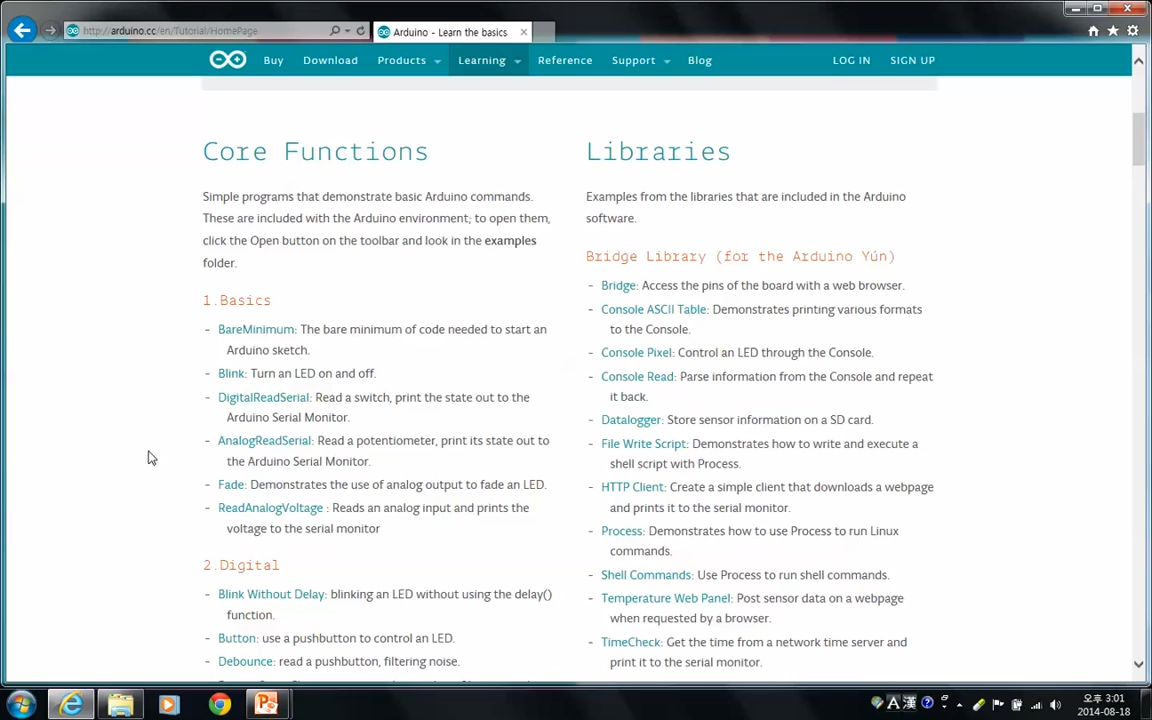 http://arduino.cc/en/Tutorial/HomePage
Arduino - Learn the basics
Buy Download Products Learning Reference Support Blog LOG IN SIGN UP
Core Functions
Simple programs that demonstrate basic Arduino commands.
These are included with the Arduino environment; to open them,
click the Open button on the toolbar and look in the examples
folder.
1.Basics
- BareMinimum: The bare minimum of code needed to start an
Arduino sketch.
- Blink: Turn an LED on and off.
- DigitalReadSerial: Read a switch, print the state out to the
Arduino Serial Monitor.
- AnalogReadSerial: Read a potentiometer, print its state out to
the Arduino Serial Monitor.
- Fade: Demonstrates the use of analog output to fade an LED.
- ReadAnalogVoltage : Reads an analog input and prints the
voltage to the serial monitor
2.Digital
- Blink Without Delay: blinking an LED without using the delay()
function.
- Button: use a pushbutton to control an LED.
- Debounce: read a pushbutton, filtering noise.
Libraries
Examples from the libraries that are included in the Arduino
software.
Bridge Library (for the Arduino Yún)
- Bridge: Access the pins of the board with a web browser.
- Console ASCII Table: Demonstrates printing various formats
to the Console.
- Console Pixel: Control an LED through the Console.
- Console Read: Parse information from the Console and repeat
it back.
- Datalogger: Store sensor information on a SD card.
- File Write Script: Demonstrates how to write and execute a
shell script with Process.
- HTTP Client: Create a simple client that downloads a webpage
and prints it to the serial monitor.
- Process: Demonstrates how to use Process to run Linux
commands.
- Shell Commands: Use Process to run shell commands.
- Temperature Web Panel: Post sensor data on a webpage
when requested by a browser.
- TimeCheck: Get the time from a network time server and
print it to the serial monitor.
A 漢
오후 3:01
2014-08-18